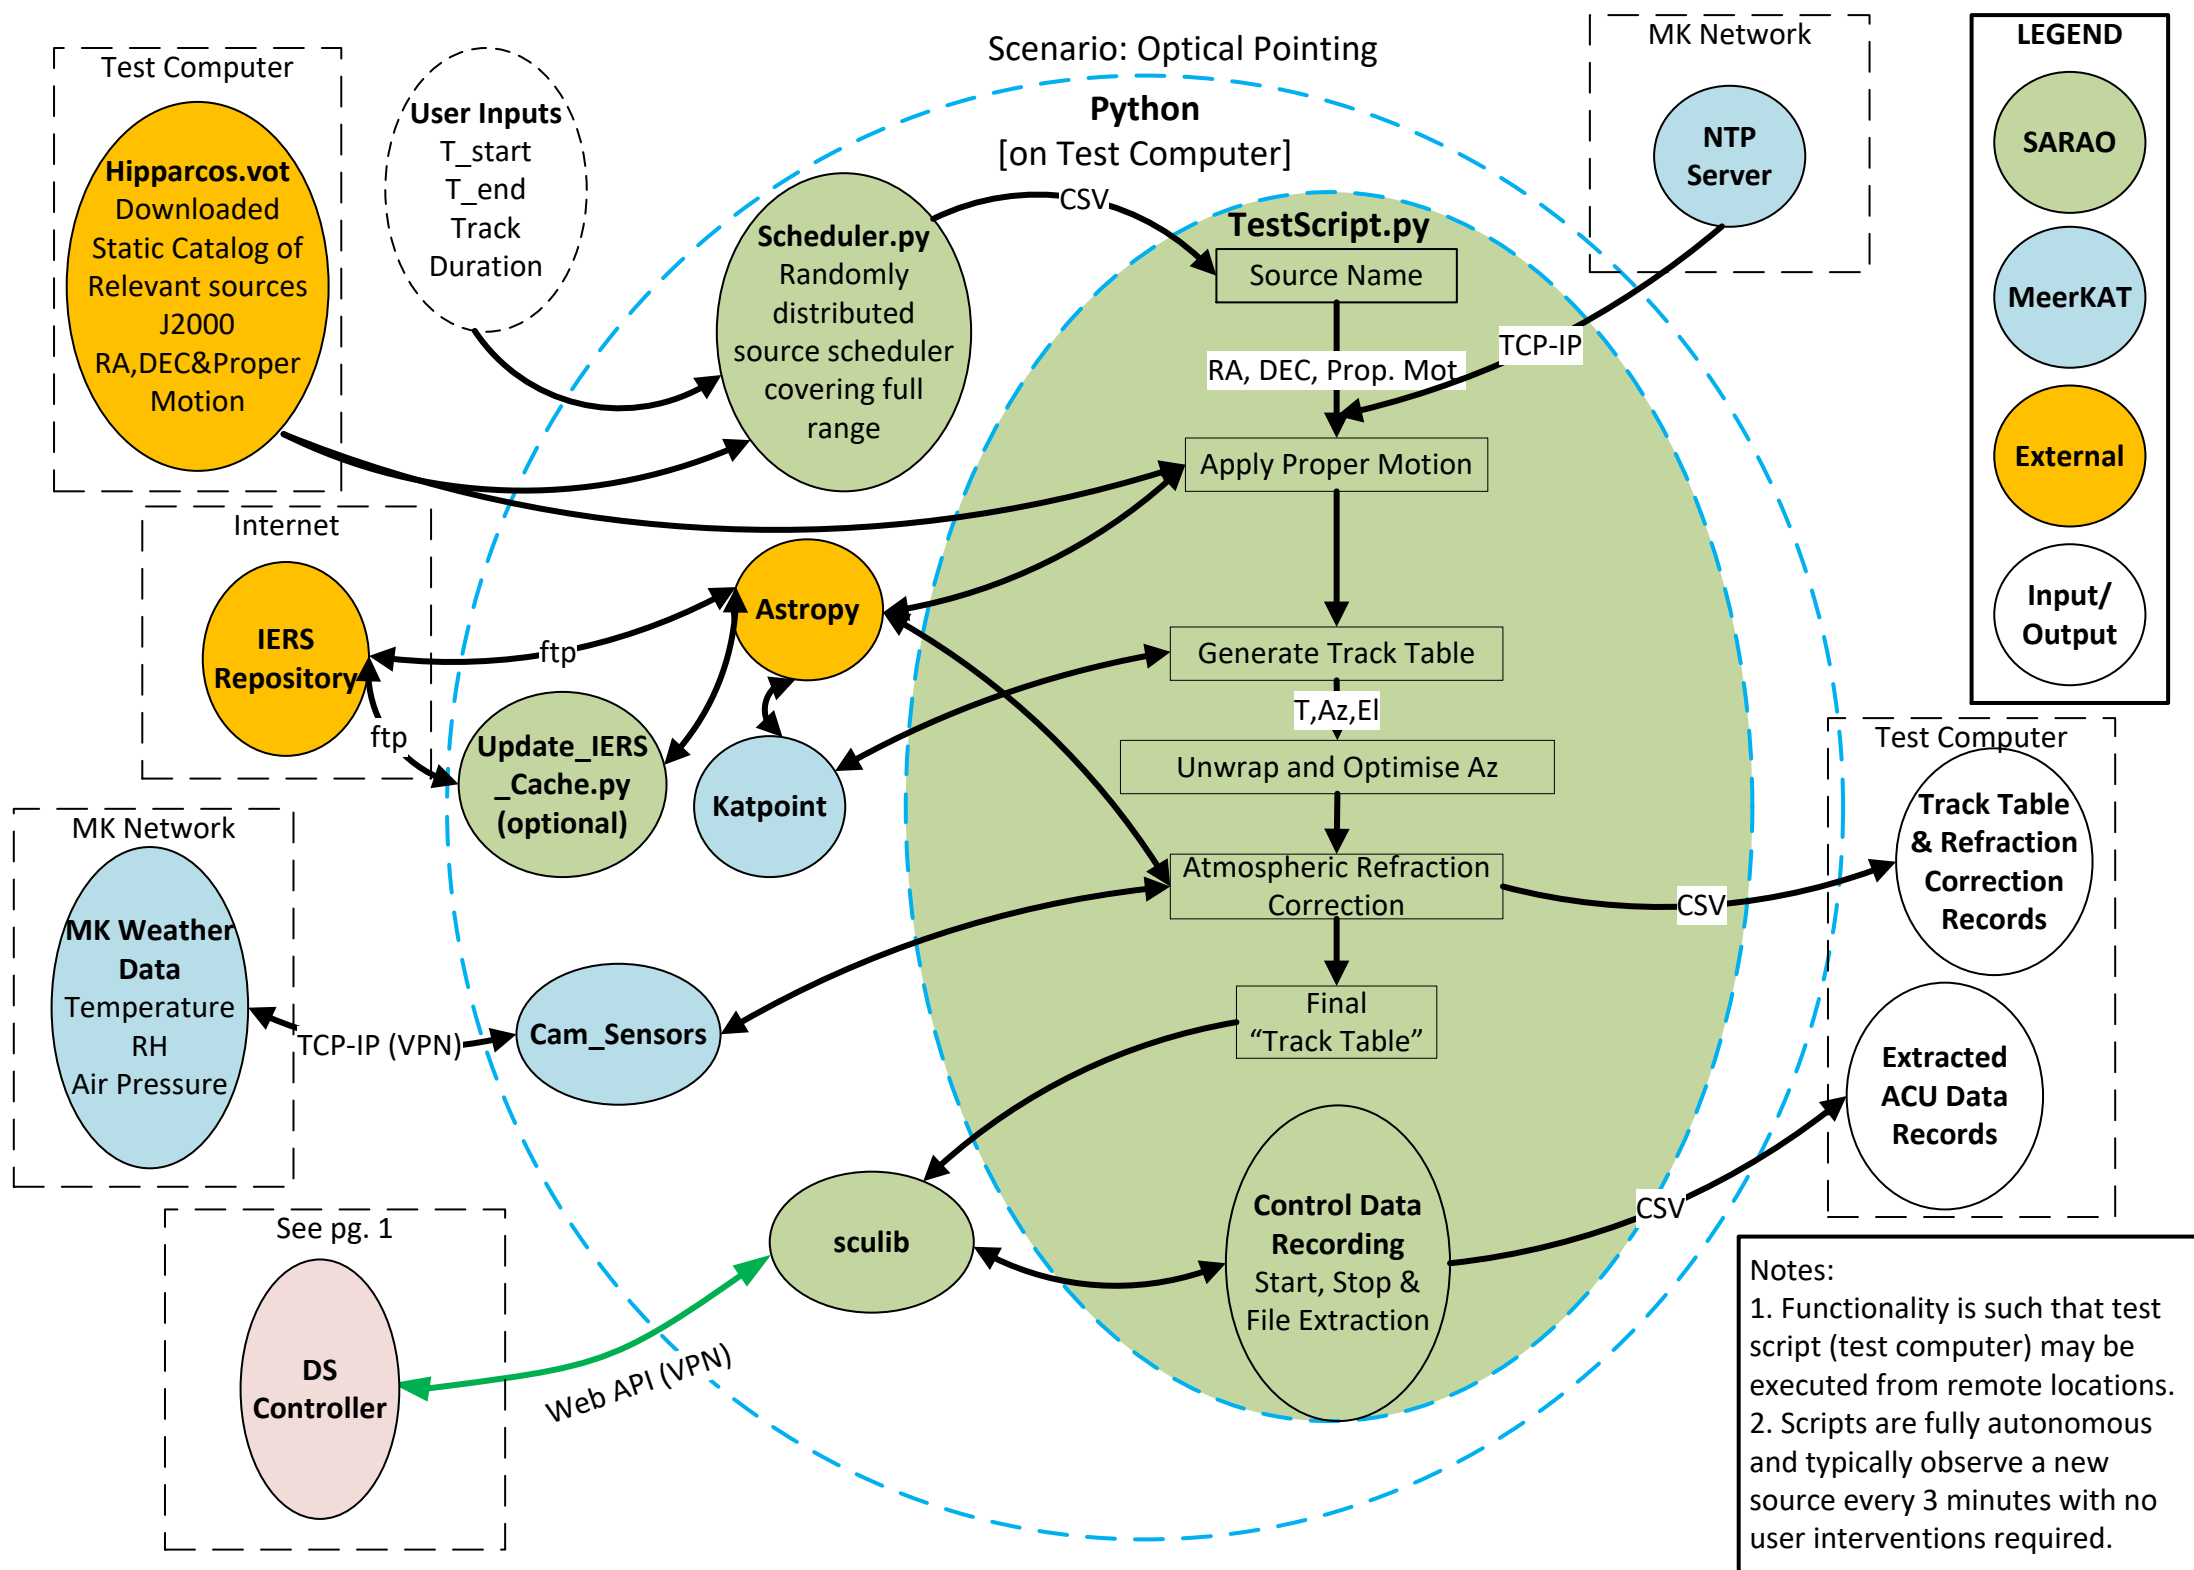 Scenario: Optical Pointing
Test Computer
Hipparcos.vot
Downloaded
Static Catalog of
Relevant sources
J2000
RA,DEC&Proper
Motion
User Inputs
T_start
T_end
Track
Duration
Python
[on Test Computer]
Scheduler.py
Randomly
distributed
source scheduler
covering full
range
CSV
TestScript.py
Source Name
RA, DEC, Prop. Mot
TCP-IP
Apply Proper Motion
Generate Track Table
T,Az,El
Unwrap and Optimise Az
Atmospheric Refraction
Correction
Final
“Track Table”
Control Data
Recording
Start, Stop &
File Extraction
MK Network
NTP
Server
LEGEND
SARAO
MeerKAT
External
Input/
Output
Internet
IERS
Repository
ftp
ftp
Astropy
Update_IERS
_Cache.py
(optional)
Katpoint
MK Network
MK Weather
Data
Temperature
RH
Air Pressure
TCP-IP (VPN)
Cam_Sensors
sculib
See pg. 1
DS
Controller
Web API (VPN)
CSV
CSV
Test Computer
Track Table
& Refraction
Correction
Records
Extracted
ACU Data
Records
Notes:
1. Functionality is such that test
script (test computer) may be
executed from remote locations.
2. Scripts are fully autonomous
and typically observe a new
source every 3 minutes with no
user interventions required.